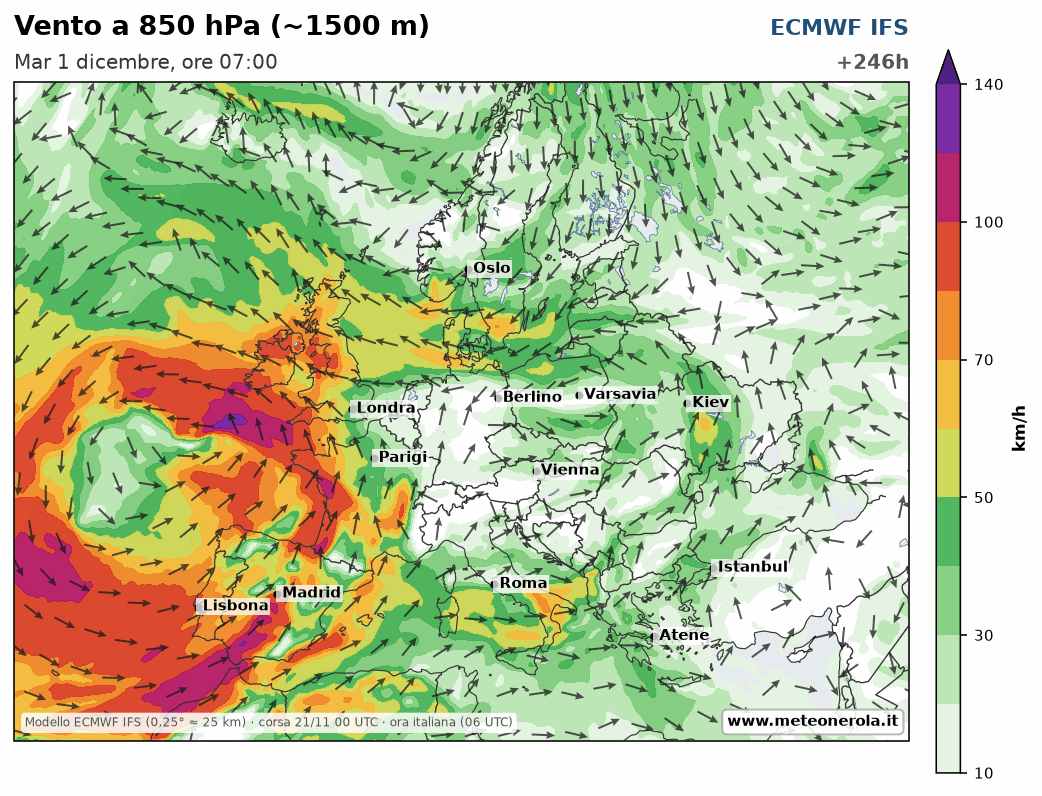 Vento a 850 hPa (~1500 m)
ECMWF IFS
Mar 1 dicembre, ore 07:00
+246h
140
100
70
50
30
10
km/h
Oslo
Berlino
Varsavia
Kiev
Londra
Parigi
Vienna
Istanbul
Roma
Madrid
Lisbona
Atene
Modello ECMWF IFS (0,25° ≈ 25 km) · corsa 21/11 00 UTC · ora italiana (06 UTC)
www.meteonerola.it